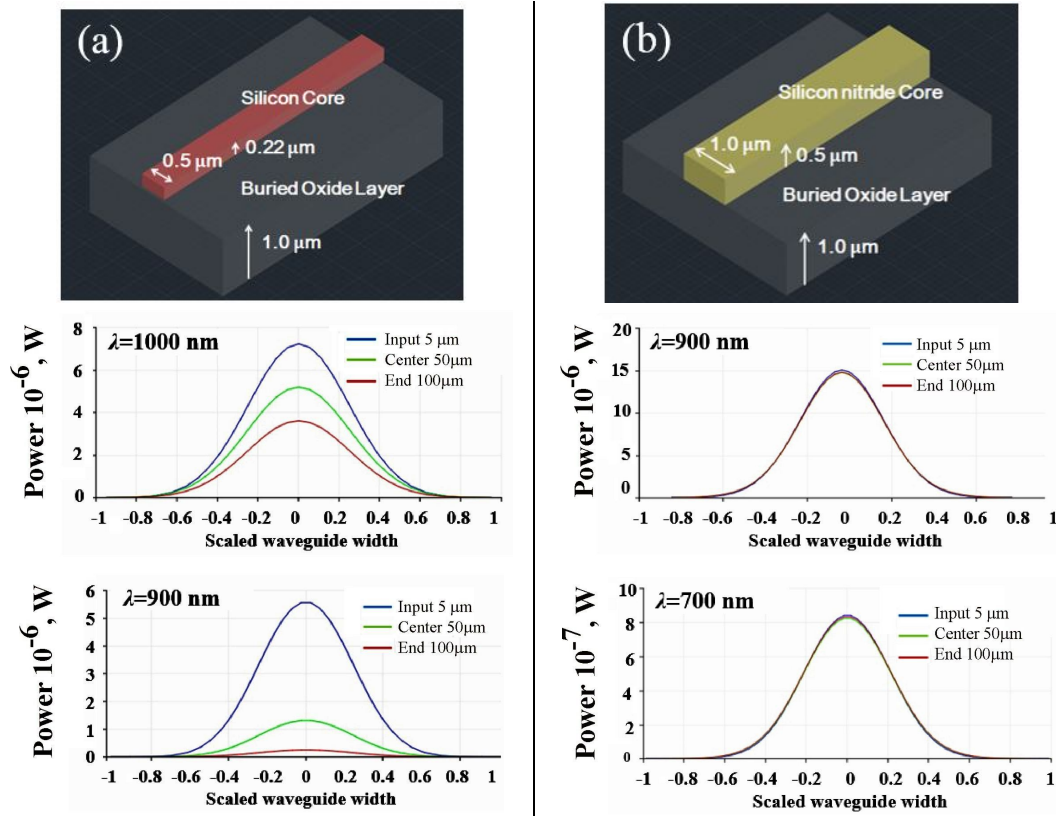 (a)
Silicon Core
0.5 μm
0.22 μm
Buried Oxide Layer
1.0 μm
(b)
Silicon nitride Core
1.0 μm
0.5 μm
Buried Oxide Layer
1.0 μm
Power 10-6, W
λ=1000 nm
Input 5 μm
Center 50μm
End 100μm
8
6
4
2
0
-1 -0.8 -0.6 -0.4 -0.2 0 0.2 0.4 0.6 0.8 1
Scaled waveguide width
Power 10-6, W
λ=900 nm
Input 5 μm
Center 50μm
End 100μm
20
15
10
5
0
-1 -0.8 -0.6 -0.4 -0.2 0 0.2 0.4 0.6 0.8 1
Scaled waveguide width
Power 10-6, W
λ=900 nm
Input 5 μm
Center 50μm
End 100μm
6
5
4
3
2
1
0
-1 -0.8 -0.6 -0.4 -0.2 0 0.2 0.4 0.6 0.8 1
Scaled waveguide width
Power 10-7, W
λ=700 nm
Input 5 μm
Center 50μm
End 100μm
10
8
6
4
2
0
-1 -0.8 -0.6 -0.4 -0.2 0 0.2 0.4 0.6 0.8 1
Scaled waveguide width